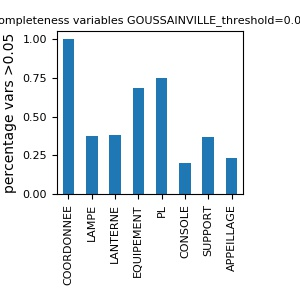 ompleteness variables GOUSSAINVILLE_threshold=0.0
percentage vars >0.05
1.00
0.75
0.50
0.25
0.00
COORDONNEE
LAMPE
LANTERNE
EQUIPEMENT
PL
CONSOLE
SUPPORT
APPEILLAGE